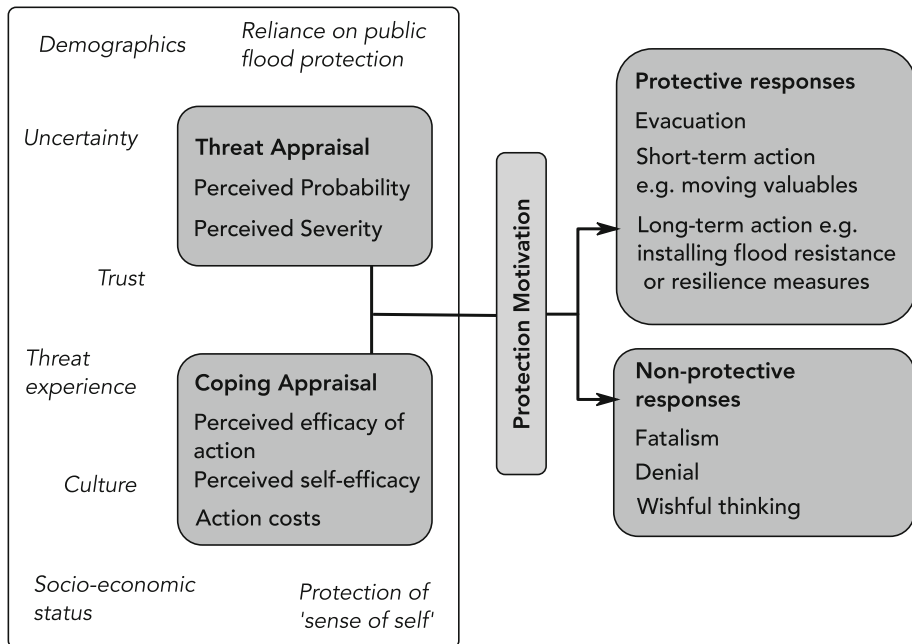 Demographics
Reliance on public
flood protection
Uncertainty
Threat Appraisal
Perceived Probability
Perceived Severity
Trust
Threat
experience
Coping Appraisal
Perceived efficacy of
action
Perceived self-efficacy
Action costs
Culture
Socio-economic
status
Protection of
'sense of self'
Protection Motivation
Protective responses
Evacuation
Short-term action
e.g. moving valuables
Long-term action e.g.
installing flood resistance
or resilience measures
Non-protective
responses
Fatalism
Denial
Wishful thinking